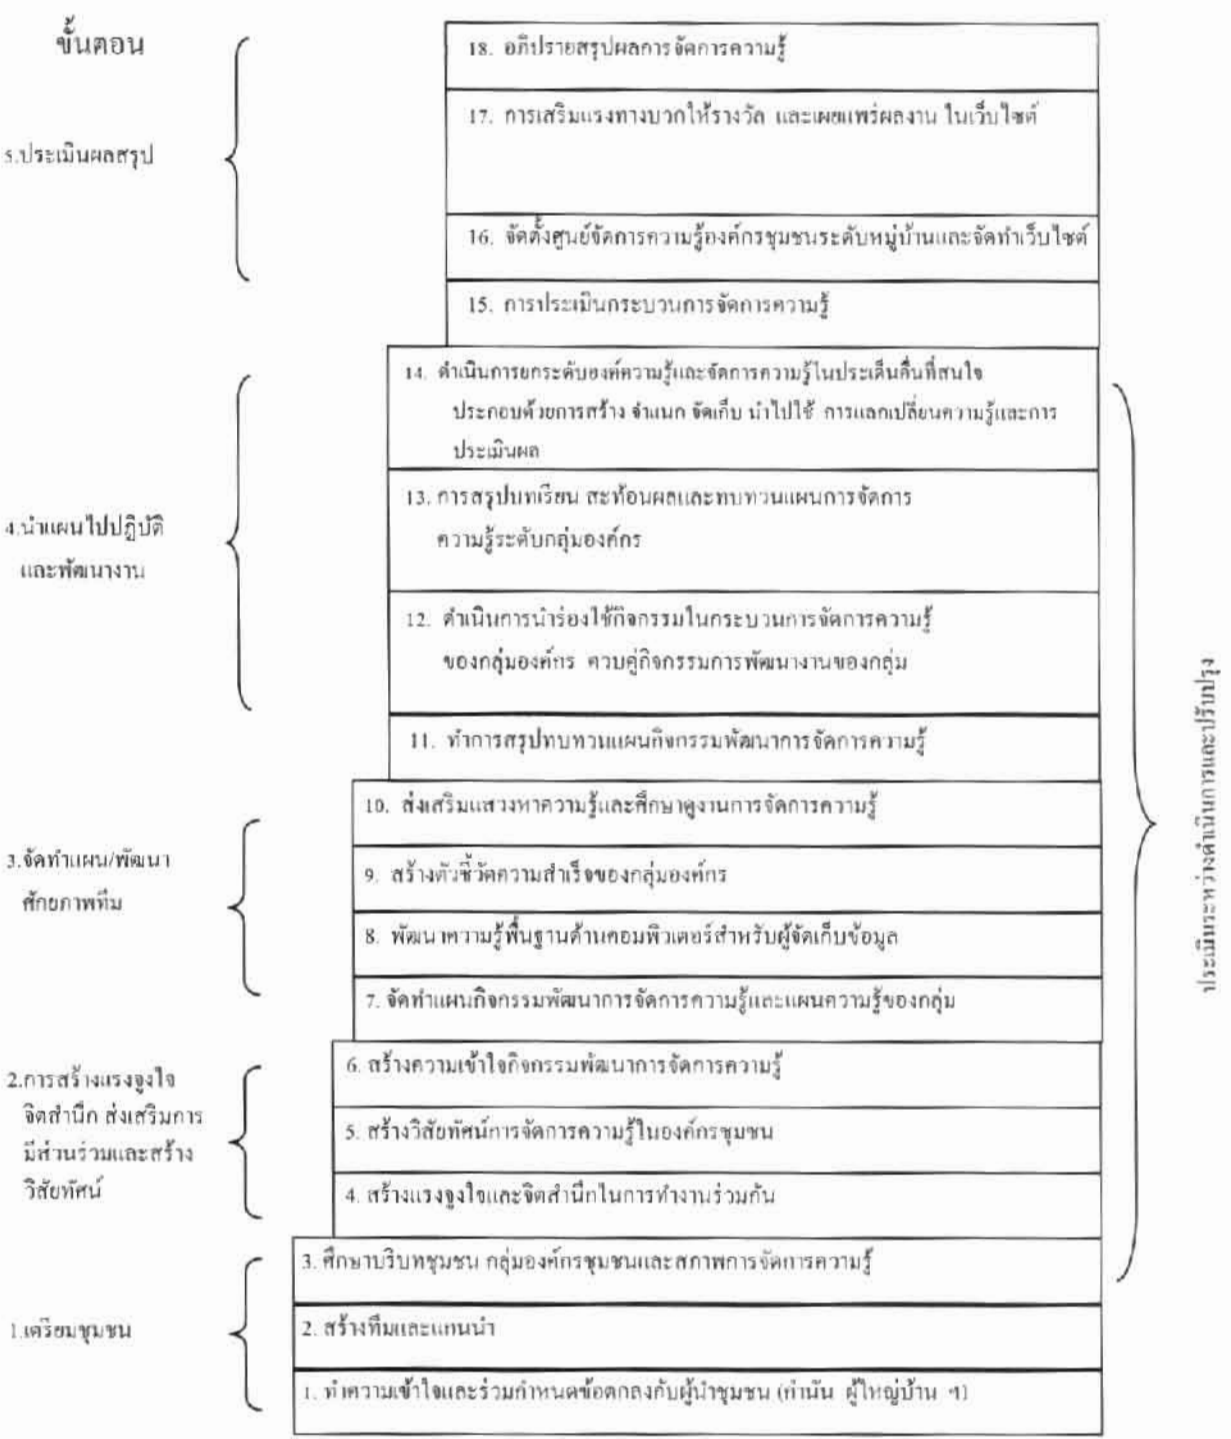 ขั้นตอน
18. อภิปรายสรุปผลการจัดการความรู้
17. การเสริมแรงทางบวกให้รางวัล และเผยแพร่ผลงาน ในเว็บไซต์
5.ประเมินผลสรุป
16. จัดตั้งศูนย์จัดการความรู้องค์กรชุมชนระดับหมู่บ้านและจัดทำเว็บไซต์
15. การประเมินกระบวนการจัดการความรู้
14. ดำเนินการยกระดับองค์ความรู้และจัดการความรู้ในประเด็นอื่นที่สนใจ
ประกอบด้วยการสร้าง จำแนก จัดเก็บ นำไปใช้ การแลกเปลี่ยนความรู้และการ
ประเมินผล
13. การสรุปบทเรียน สะท้อนผลและทบทวนแผนการจัดการ
ความรู้ระดับกลุ่มองค์กร
4.นำแผนไปปฏิบัติ
และพัฒนางาน
12. ดำเนินการนำร่องใช้กิจกรรมในกระบวนการจัดการความรู้
ของกลุ่มองค์กร ควบคู่กิจกรรมการพัฒนางานของกลุ่ม
11. ทำการสรุปทบทวนแผนกิจกรรมพัฒนาการจัดการความรู้
10. ส่งเสริมแสวงหาความรู้และศึกษาดูงานการจัดการความรู้
3.จัดทำแผน/พัฒนา
ศักยภาพทีม
9. สร้างตัวชี้วัดความสำเร็จของกลุ่มองค์กร
8. พัฒนาความรู้พื้นฐานด้านคอมพิวเตอร์สำหรับผู้จัดเก็บข้อมูล
7. จัดทำแผนกิจกรรมพัฒนาการจัดการความรู้และแผนความรู้ของกลุ่ม
6. สร้างความเข้าใจกิจกรรมพัฒนาการจัดการความรู้
2.การสร้างแรงจูงใจ
จิตสำนึก ส่งเสริมการ
มีส่วนร่วมและสร้าง
วิสัยทัศน์
5. สร้างวิสัยทัศน์การจัดการความรู้ในองค์กรชุมชน
4. สร้างแรงจูงใจและจิตสำนึกในการทำงานร่วมกัน
3. ศึกษาบริบทชุมชน กลุ่มองค์กรชุมชนและสภาพการจัดการความรู้
1.เตรียมชุมชน
2. สร้างทีมและแกนนำ
1. ทำความเข้าใจและร่วมกำหนดข้อตกลงกับผู้นำชุมชน (กำนัน ผู้ใหญ่บ้าน ฯ)
ประเมินระหว่างดำเนินการและปรับปรุง